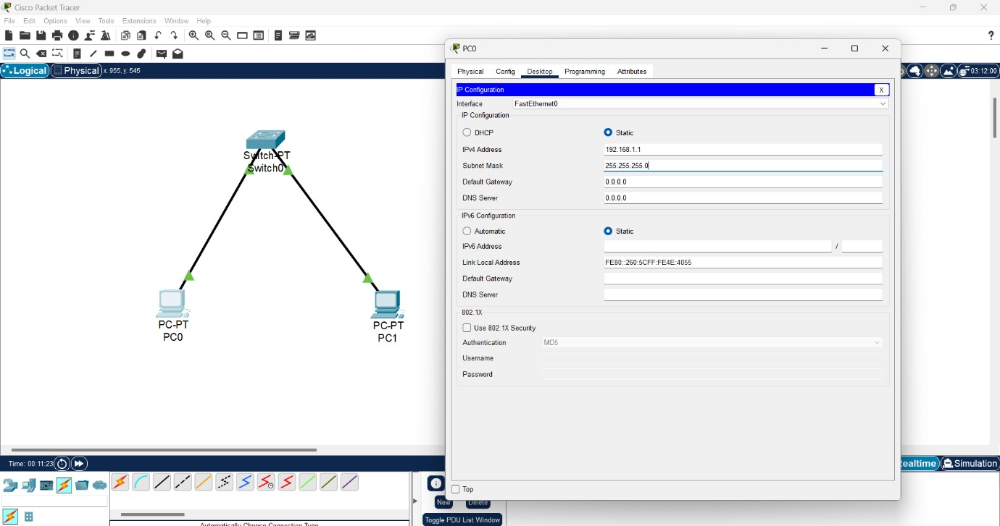 Cisco Packet Tracer
File Edit Options View Tools Extensions Window Help
?
Logical Physical x: 955, y: 545
03:12:00
Switch-PT
Switch0
PC-PT
PC0
PC-PT
PC1
PC0
Physical Config Desktop Programming Attributes
IP Configuration X
Interface FastEthernet0
IP Configuration
DHCP Static
IPv4 Address 192.168.1.1
Subnet Mask 255.255.255.0
Default Gateway 0.0.0.0
DNS Server 0.0.0.0
IPv6 Configuration
Automatic Static
IPv6 Address /
Link Local Address FE80::260:5CFF:FE4E:4055
Default Gateway
DNS Server
802.1X
Use 802.1X Security
Authentication MD5
Username
Password
Top
Time: 00:11:23
ealtime Simulation
New Delete
Toggle PDU List Window
Automatically Choose Connection Type